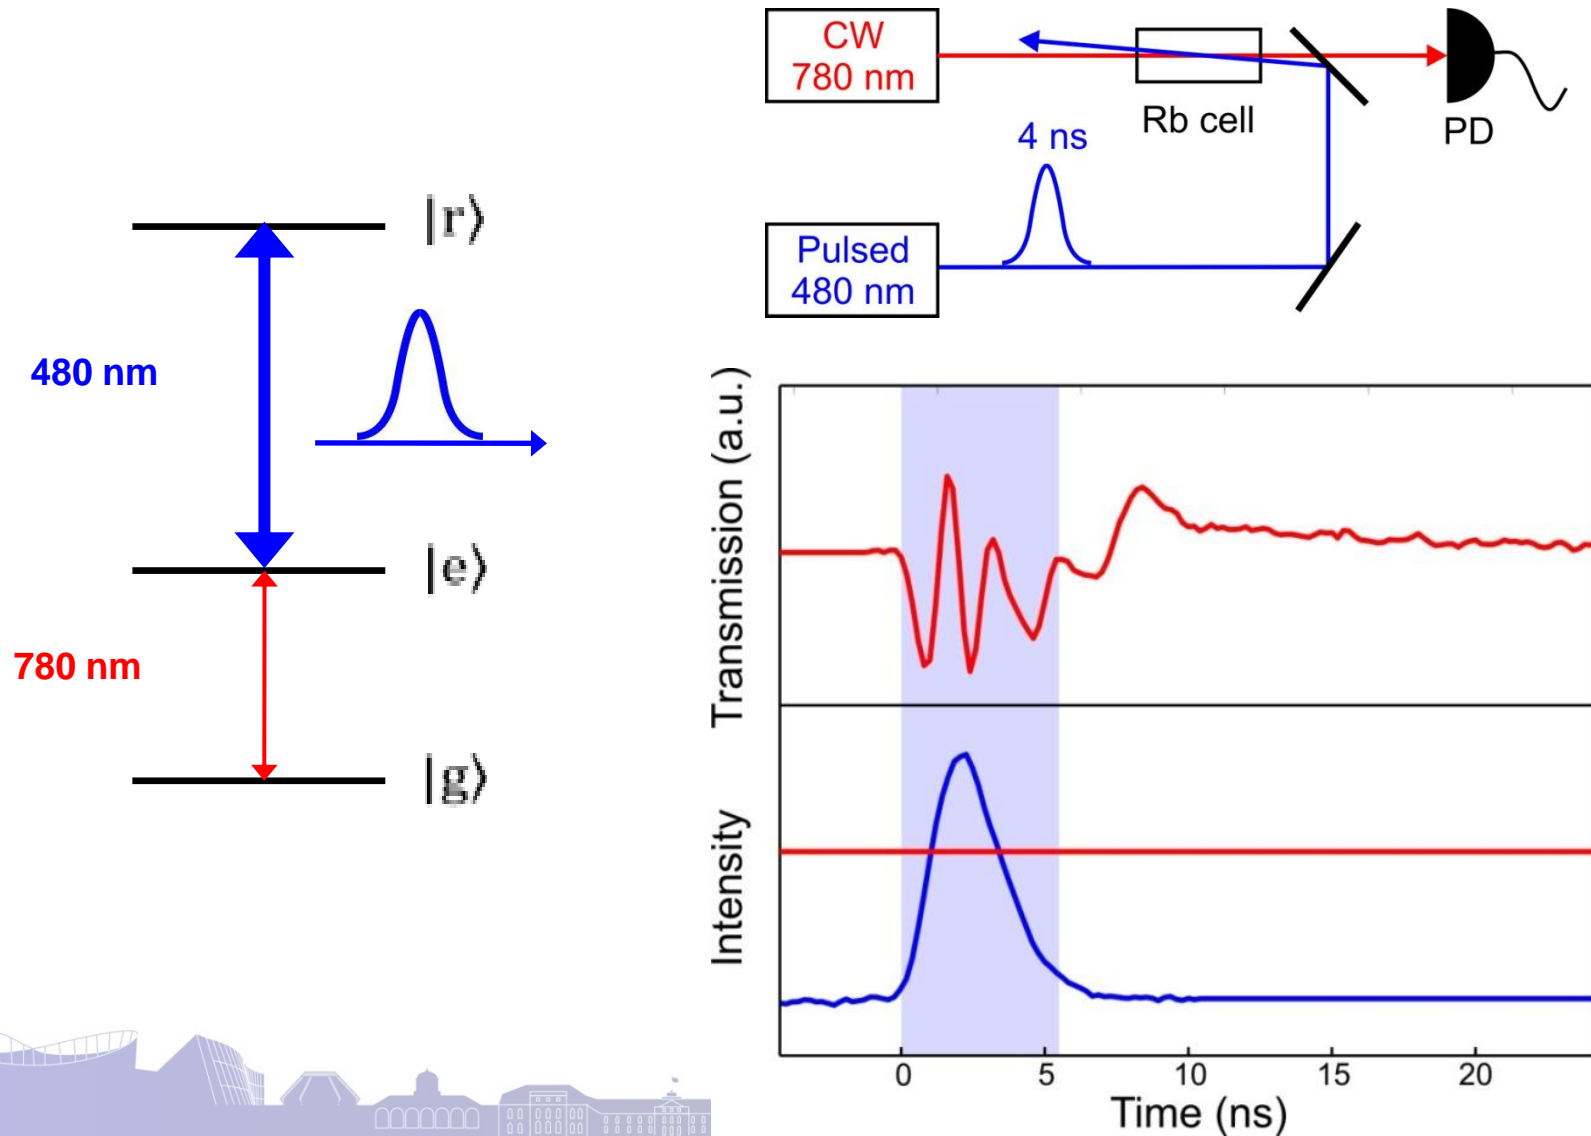 |r⟩
480 nm
|e⟩
780 nm
|g⟩
CW
780 nm
Rb cell
PD
4 ns
Pulsed
480 nm
Transmission (a.u.)
Intensity
0 5 10 15 20
Time (ns)